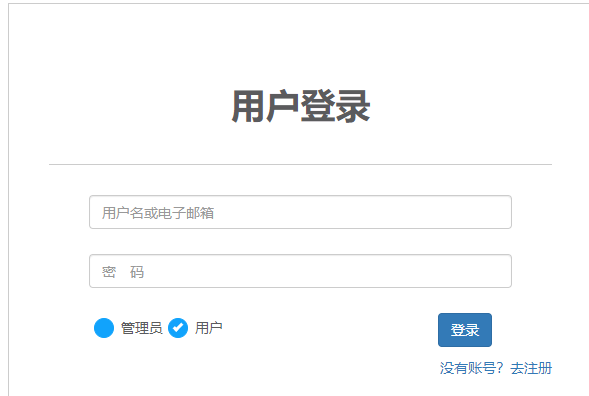 用户登录
用户名或电子邮箱
密　码
管理员 用户 登录
没有账号？去注册